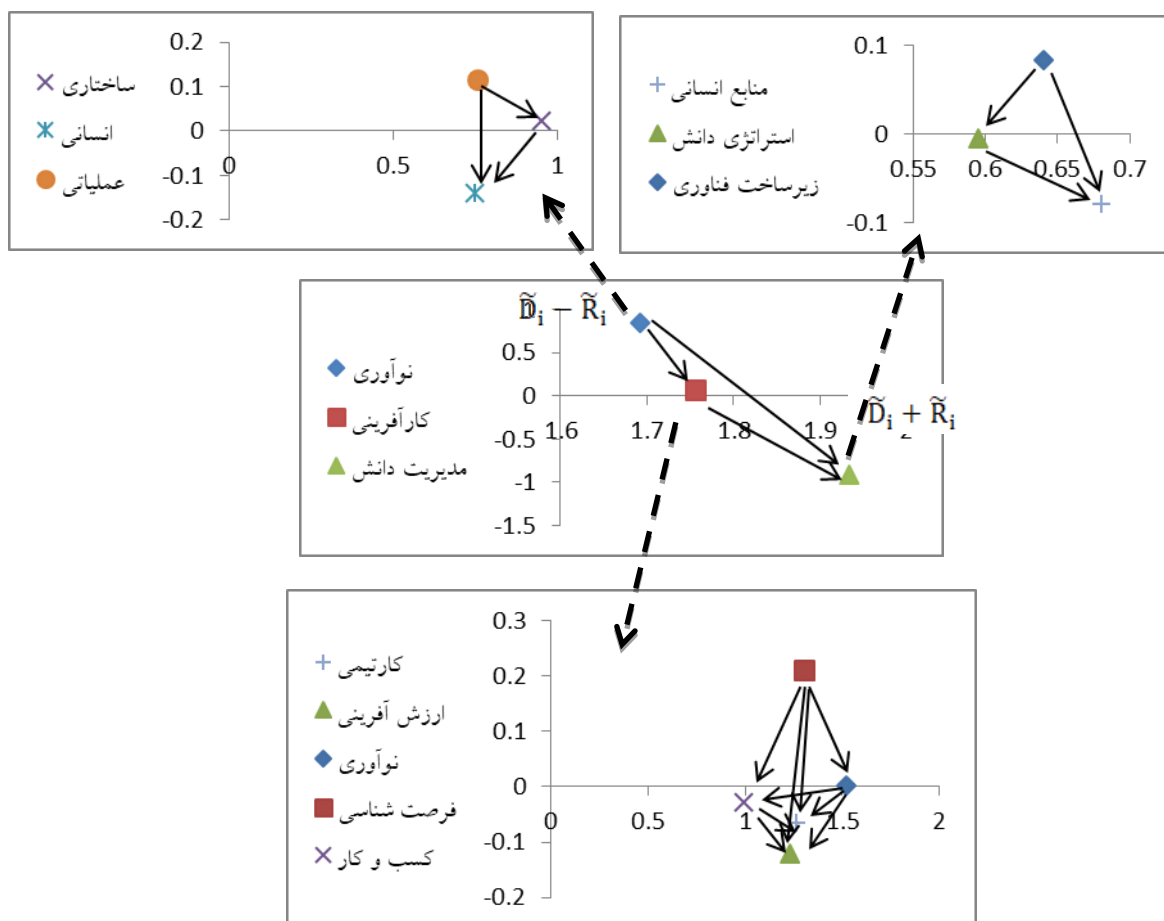 0.2
0.1
0
-0.1
-0.2
0
0.5
1
ساختاری
انسانی
عملیاتی
0.1
0
-0.1
0.55
0.6
0.65
0.7
منابع انسانی
استراتژی دانش
زیرساخت فناوری
D̃ᵢ − R̃ᵢ
1
0.5
0
-0.5
-1
-1.5
1.6
1.7
1.8
1.9
2
D̃ᵢ + R̃ᵢ
نوآوری
کارآفرینی
مدیریت دانش
0.3
0.2
0.1
0
-0.1
-0.2
0
0.5
1
1.5
2
کارتیمی
ارزش آفرینی
نوآوری
فرصت شناسی
کسب و کار